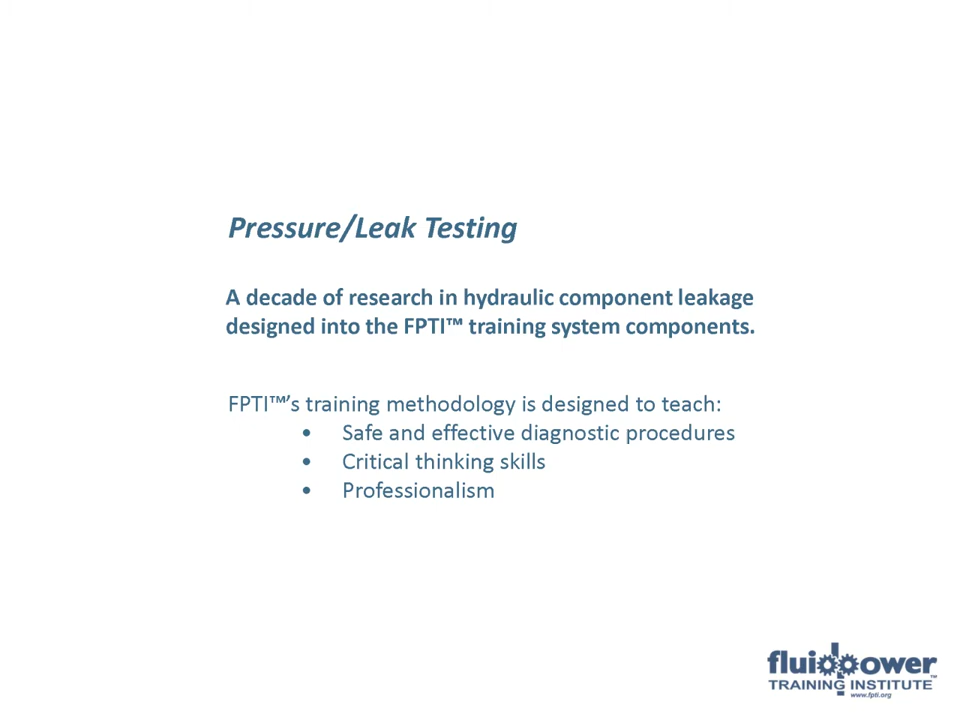 Pressure/Leak Testing
A decade of research in hydraulic component leakage
designed into the FPTI™ training system components.
FPTI™’s training methodology is designed to teach:
• Safe and effective diagnostic procedures
• Critical thinking skills
• Professionalism
fluidpower
TRAINING INSTITUTE™
www.fpti.org